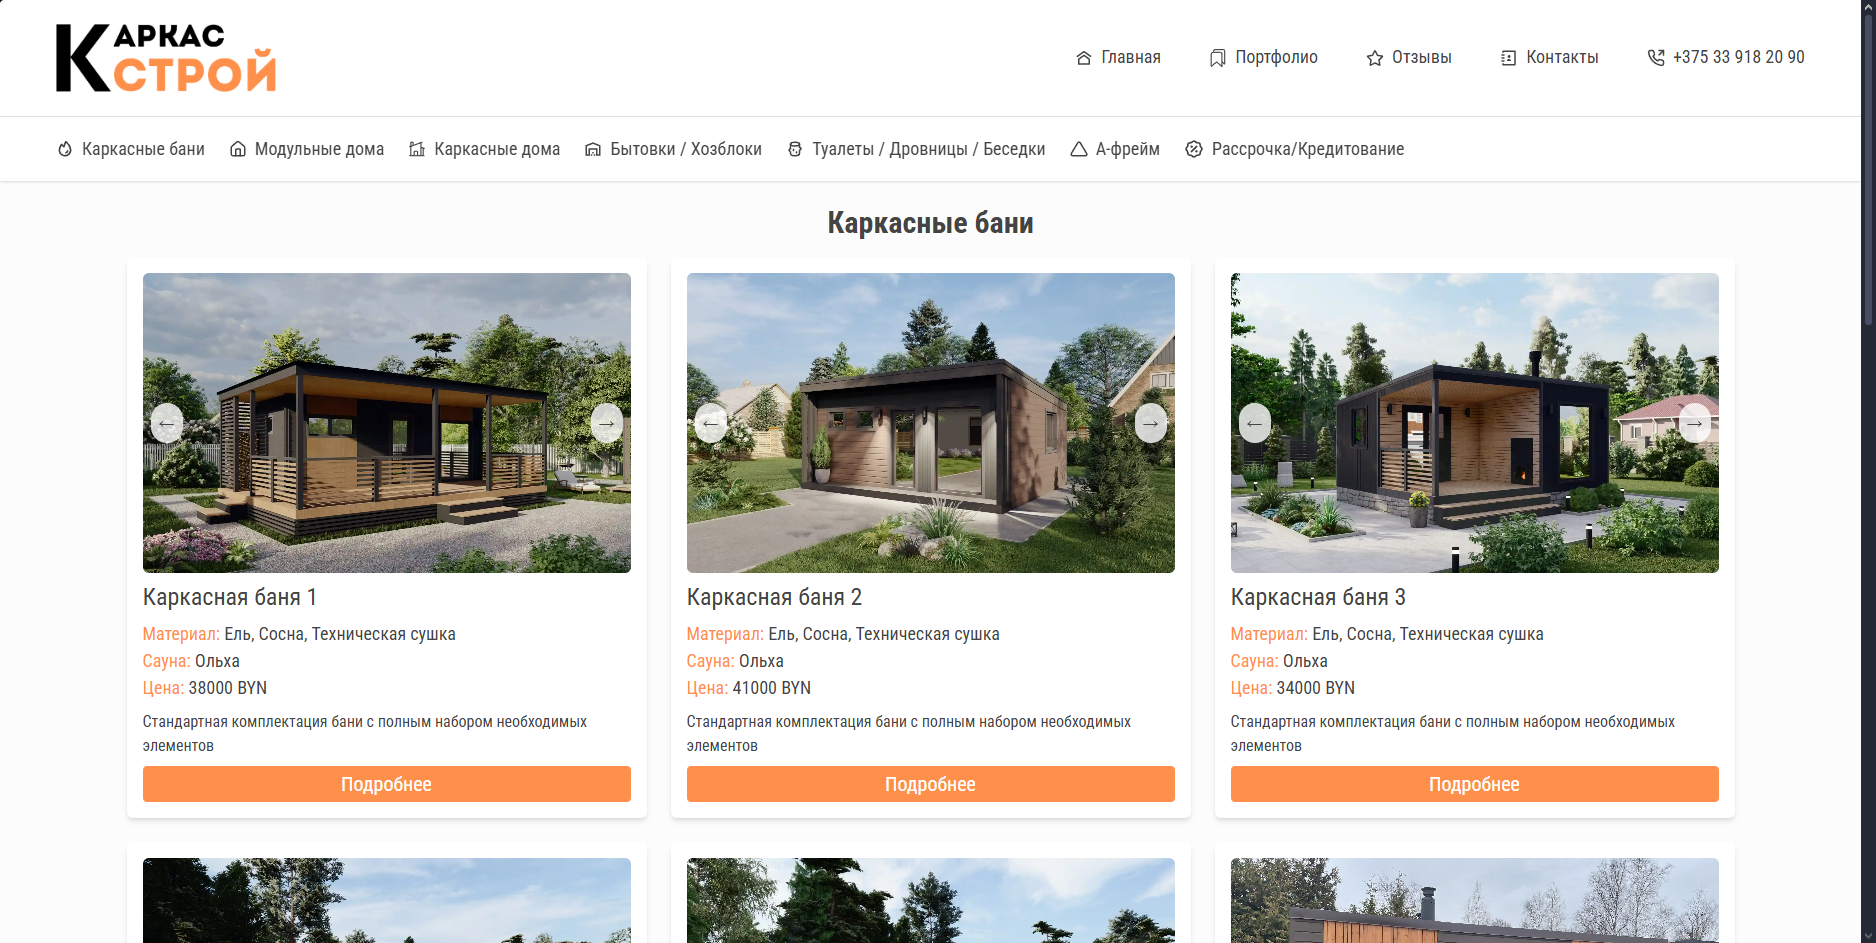 КАРКАС
СТРОЙ
Главная
Портфолио
Отзывы
Контакты
+375 33 918 20 90
Каркасные бани
Модульные дома
Каркасные дома
Бытовки / Хозблоки
Туалеты / Дровницы / Беседки
А-фрейм
Рассрочка/Кредитование
Каркасные бани
Каркасная баня 1
Материал: Ель, Сосна, Техническая сушка
Сауна: Ольха
Цена: 38000 BYN
Стандартная комплектация бани с полным набором необходимых
элементов
Подробнее
Каркасная баня 2
Материал: Ель, Сосна, Техническая сушка
Сауна: Ольха
Цена: 41000 BYN
Стандартная комплектация бани с полным набором необходимых
элементов
Подробнее
Каркасная баня 3
Материал: Ель, Сосна, Техническая сушка
Сауна: Ольха
Цена: 34000 BYN
Стандартная комплектация бани с полным набором необходимых
элементов
Подробнее